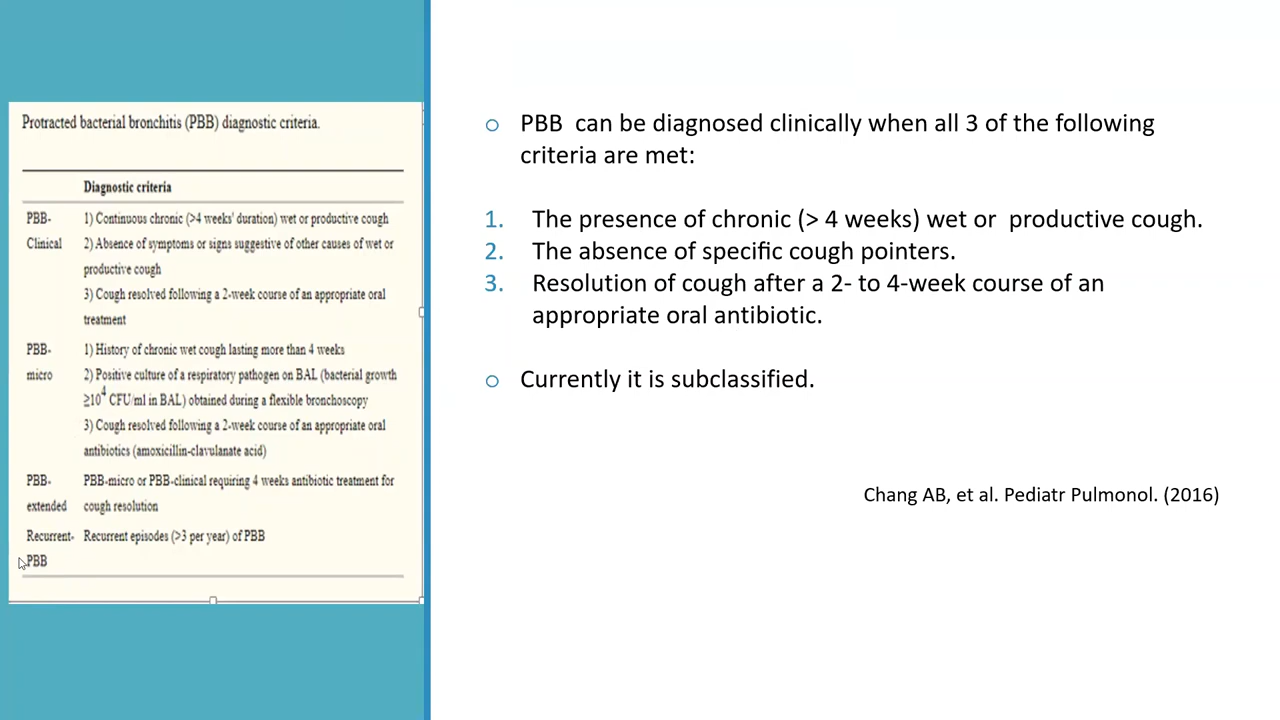 Protracted bacterial bronchitis (PBB) diagnostic criteria.
Diagnostic criteria
PBB-
Clinical
1) Continuous chronic (>4 weeks' duration) wet or productive cough
2) Absence of symptoms or signs suggestive of other causes of wet or
productive cough
3) Cough resolved following a 2-week course of an appropriate oral
treatment
PBB-
micro
1) History of chronic wet cough lasting more than 4 weeks
2) Positive culture of a respiratory pathogen on BAL (bacterial growth
≥10⁴ CFU/ml in BAL) obtained during a flexible bronchoscopy
3) Cough resolved following a 2-week course of an appropriate oral
antibiotics (amoxicillin-clavulanate acid)
PBB-
extended
PBB-micro or PBB-clinical requiring 4 weeks antibiotic treatment for
cough resolution
Recurrent-
PBB
Recurrent episodes (>3 per year) of PBB
○ PBB can be diagnosed clinically when all 3 of the following
criteria are met:
1. The presence of chronic (> 4 weeks) wet or productive cough.
2. The absence of specific cough pointers.
3. Resolution of cough after a 2- to 4-week course of an
appropriate oral antibiotic.
○ Currently it is subclassified.
Chang AB, et al. Pediatr Pulmonol. (2016)